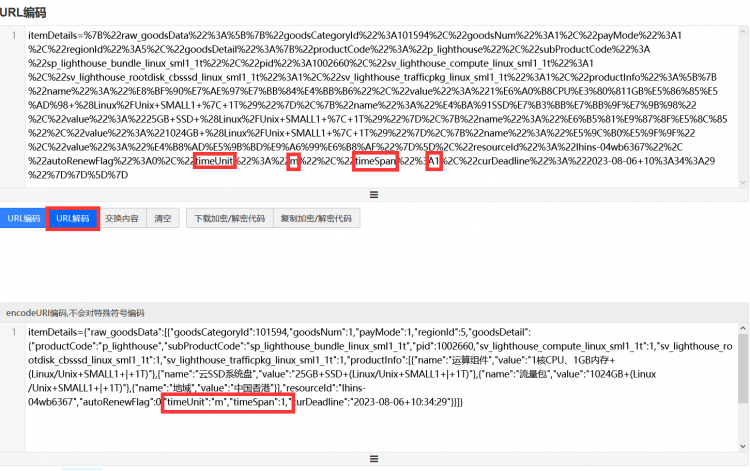 URL编码
1 itemDetails=%7B%22raw_goodsData%22%3A%5B%7B%22goodsCategoryId%22%3A101594%2C%22goodsNum%22%3A1%2C%22payMode%22%3A1
%2C%22regionId%22%3A5%2C%22goodsDetail%22%3A%7B%22productCode%22%3A%22p_lighthouse%22%2C%22subProductCode%22%3A
%22sp_lighthouse_bundle_linux_sml1_1t%22%2C%22pid%22%3A1002660%2C%22sv_lighthouse_compute_linux_sml1_1t%22%3A1
%2C%22sv_lighthouse_rootdisk_cbsssd_linux_sml1_1t%22%3A1%2C%22sv_lighthouse_trafficpkg_linux_sml1_1t%22%3A1%2C%22productInfo%22%3A%5B%7B
%22name%22%3A%22%E8%BF%90%E7%AE%97%E7%BB%84%E4%BB%B6%22%2C%22value%22%3A%221%E6%A0%B8CPU%E3%80%811GB%E5%86%85%E5
%AD%98+%28Linux%2FUnix+SMALL1+%7C+1T%29%22%7D%2C%7B%22name%22%3A%22%E4%BA%91SSD%E7%B3%BB%E7%BB%9F%E7%9B%98%22
%2C%22value%22%3A%2225GB+SSD+%28Linux%2FUnix+SMALL1+%7C+1T%29%22%7D%2C%7B%22name%22%3A%22%E6%B5%81%E9%87%8F%E5%8C%85
%22%2C%22value%22%3A%221024GB+%28Linux%2FUnix+SMALL1+%7C+1T%29%22%7D%2C%7B%22name%22%3A%22%E5%9C%B0%E5%9F%9F%22
%2C%22value%22%3A%22%E4%B8%AD%E5%9B%BD%E9%A6%99%E6%B8%AF%22%7D%5D%2C%22resourceId%22%3A%22lhins-04wb6367%22%2C
%22autoRenewFlag%22%3A0%2C%22timeUnit%22%3A%22m%22%2C%22timeSpan%22%3A1%2C%22curDeadline%22%3A%222023-08-06+10%3A34%3A29
%22%7D%7D%5D%7D
URL编码 URL解码 交换内容 清空 下载加密/解密代码 复制加密/解密代码
encodeURI编码,不会对特殊符号编码
1 itemDetails={"raw_goodsData":[{"goodsCategoryId":101594,"goodsNum":1,"payMode":1,"regionId":5,"goodsDetail":
{"productCode":"p_lighthouse","subProductCode":"sp_lighthouse_bundle_linux_sml1_1t","pid":1002660,"sv_lighthouse_compute_linux_sml1_1t":1,"sv_lighthouse_ro
otdisk_cbsssd_linux_sml1_1t":1,"sv_lighthouse_trafficpkg_linux_sml1_1t":1,"productInfo":[{"name":"运算组件","value":"1核CPU、1GB内存+
(Linux/Unix+SMALL1+|+1T)"},{"name":"云SSD系统盘","value":"25GB+SSD+(Linux/Unix+SMALL1+|+1T)"},{"name":"流量包","value":"1024GB+(Linux
/Unix+SMALL1+|+1T)"},{"name":"地域","value":"中国香港"}],"resourceId":"lhins-
04wb6367","autoRenewFlag":0,"timeUnit":"m","timeSpan":1,"curDeadline":"2023-08-06+10:34:29"}}]}